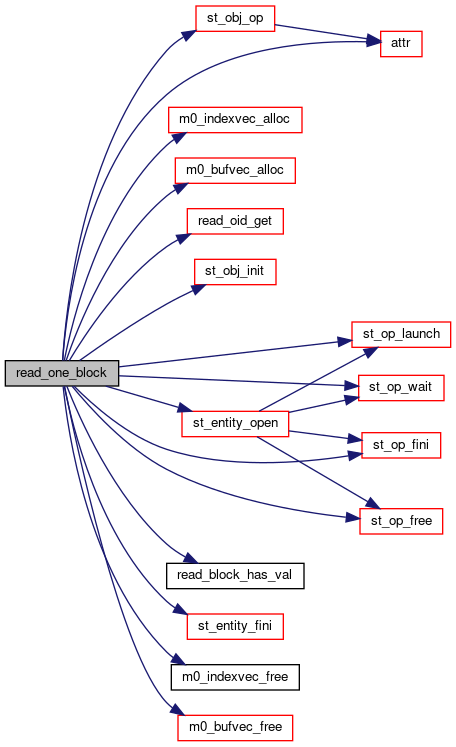 st_obj_op
attr
m0_indexvec_alloc
m0_bufvec_alloc
read_oid_get
st_obj_init
st_op_launch
read_one_block
st_op_wait
st_entity_open
st_op_fini
st_op_free
read_block_has_val
st_entity_fini
m0_indexvec_free
m0_bufvec_free